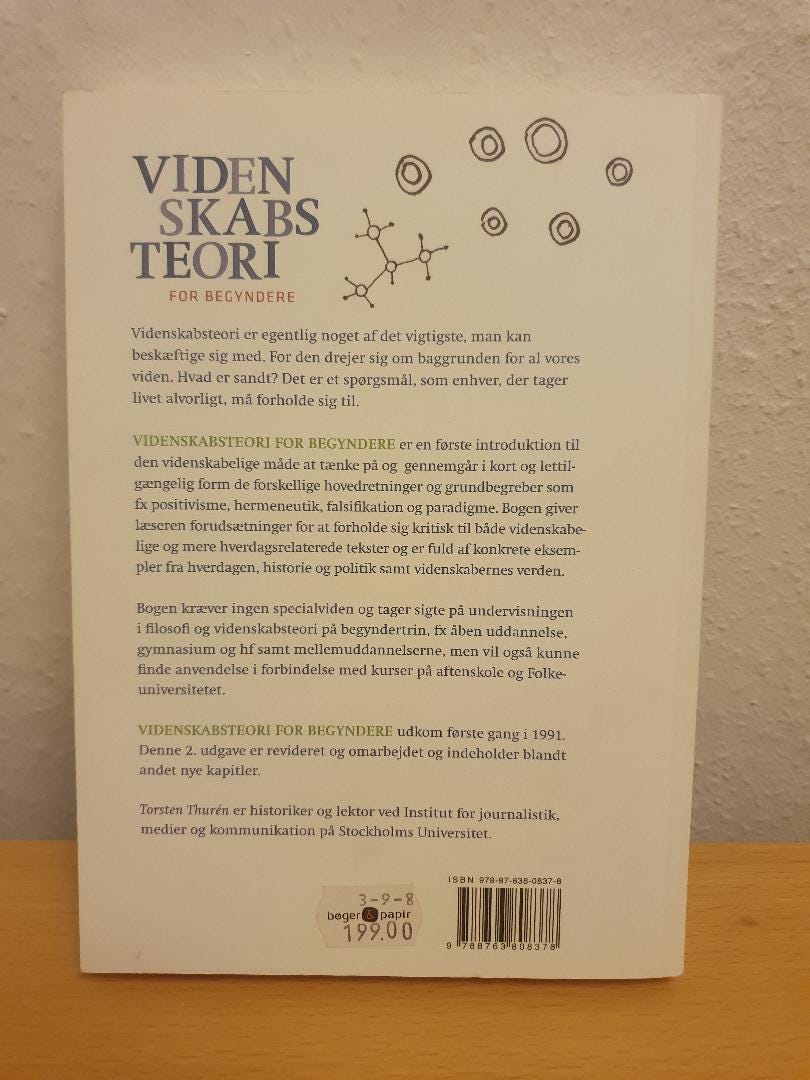 VIDEN
SKABS
TEORI
FOR BEGYNDERE
Videnskabsteori er egentlig noget af det vigtigste, man kan
beskæftige sig med. For den drejer sig om baggrunden for al vores
viden. Hvad er sandt? Det er et spørgsmål, som enhver, der tager
livet alvorligt, må forholde sig til.
VIDENSKABSTEORI FOR BEGYNDERE er en første introduktion til
den videnskabelige måde at tænke på og gennemgår i kort og lettil-
gængelig form de forskellige hovedretninger og grundbegreber som
fx positivisme, hermeneutik, falsifikation og paradigme. Bogen giver
læseren forudsætninger for at forholde sig kritisk til både videnskabe-
lige og mere hverdagsrelaterede tekster og er fuld af konkrete eksem-
pler fra hverdagen, historie og politik samt videnskabernes verden.
Bogen kræver ingen specialviden og tager sigte på undervisningen
i filosofi og videnskabsteori på begyndertrin, fx åben uddannelse,
gymnasium og hf samt mellemuddannelserne, men vil også kunne
finde anvendelse i forbindelse med kurser på aftenskole og Folke-
universitetet.
VIDENSKABSTEORI FOR BEGYNDERE udkom første gang i 1991.
Denne 2. udgave er revideret og omarbejdet og indeholder blandt
andet nye kapitler.
Torsten Thurén er historiker og lektor ved Institut for journalistik,
medier og kommunikation på Stockholms Universitet.
3-9-8
bøger & papir
199.00
ISBN 978-87-638-0837-8
9 788763 808378